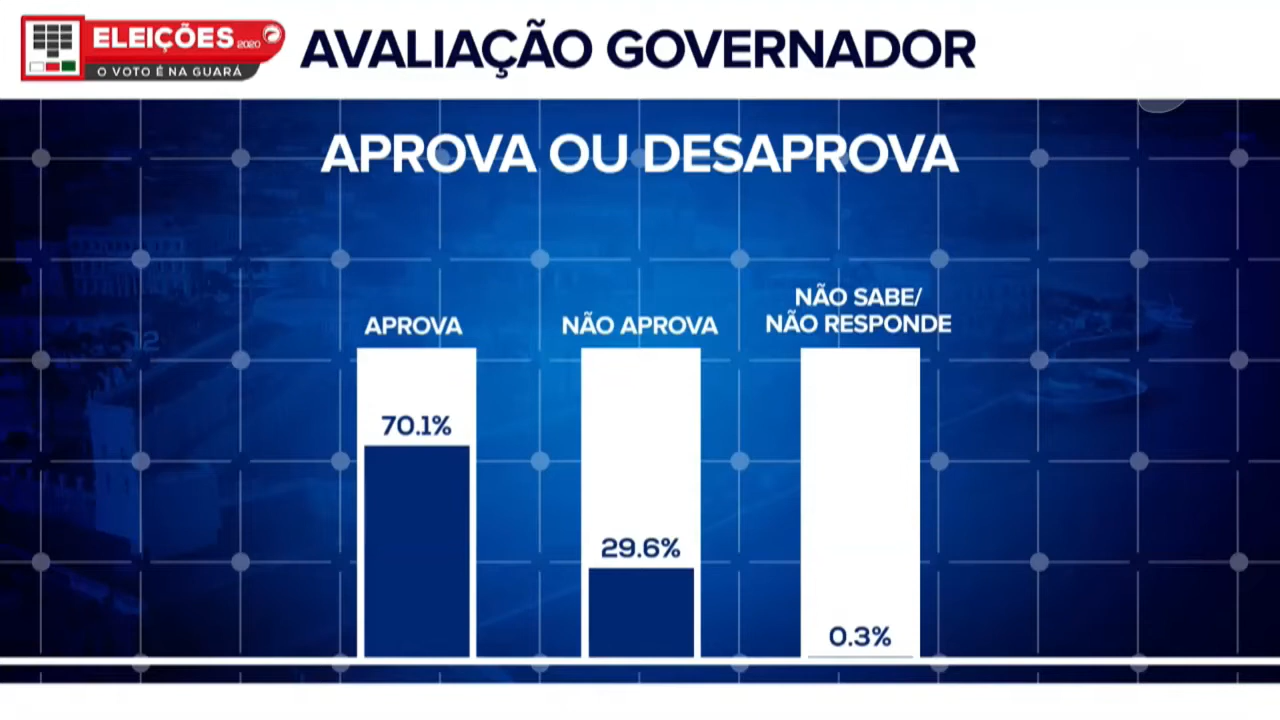 ELEIÇÕES 2020
O VOTO É NA GUARÁ
AVALIAÇÃO GOVERNADOR
APROVA OU DESAPROVA
APROVA
NÃO APROVA
NÃO SABE/
NÃO RESPONDE
70.1%
29.6%
0.3%